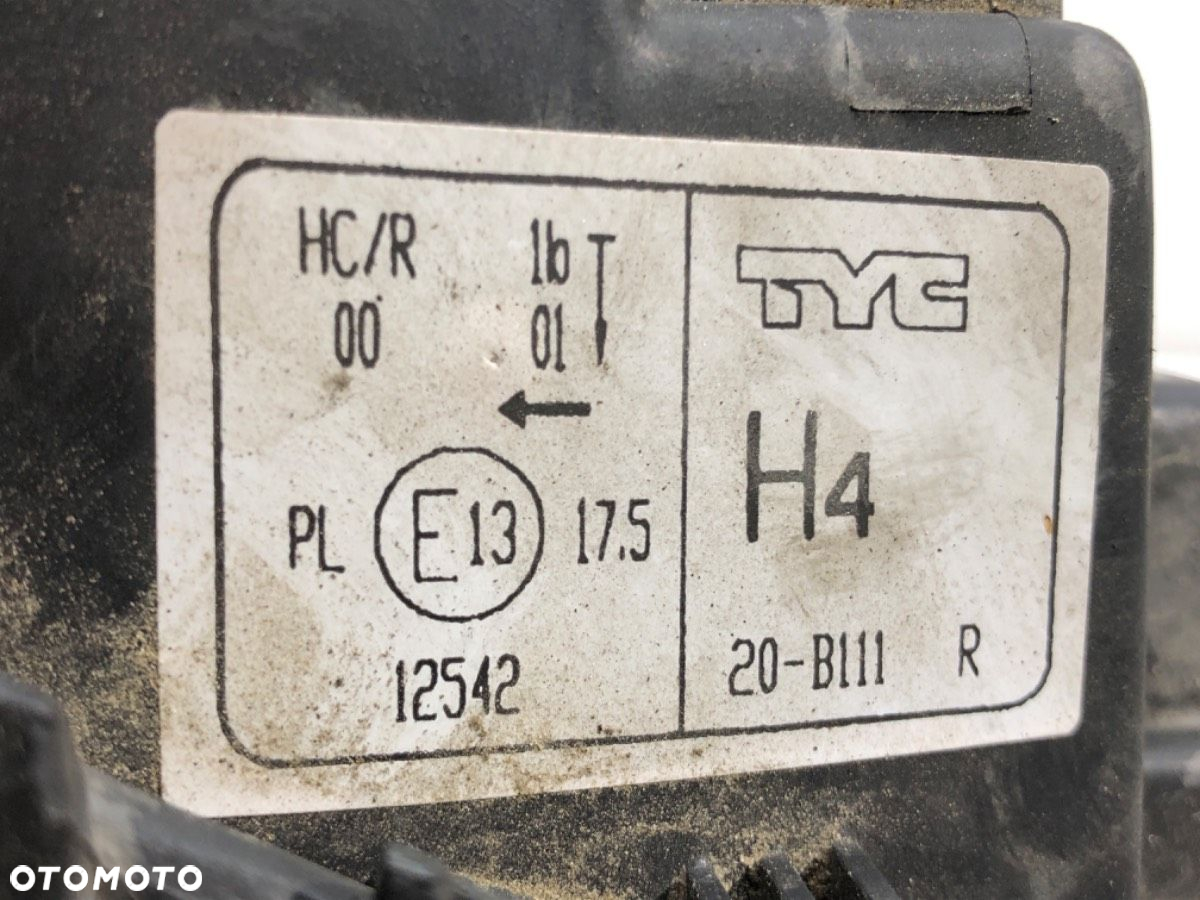 HC/R 1b
00 01
PL E13 17.5
12542
TYC
H4
20-B111 R
OTOMOTO